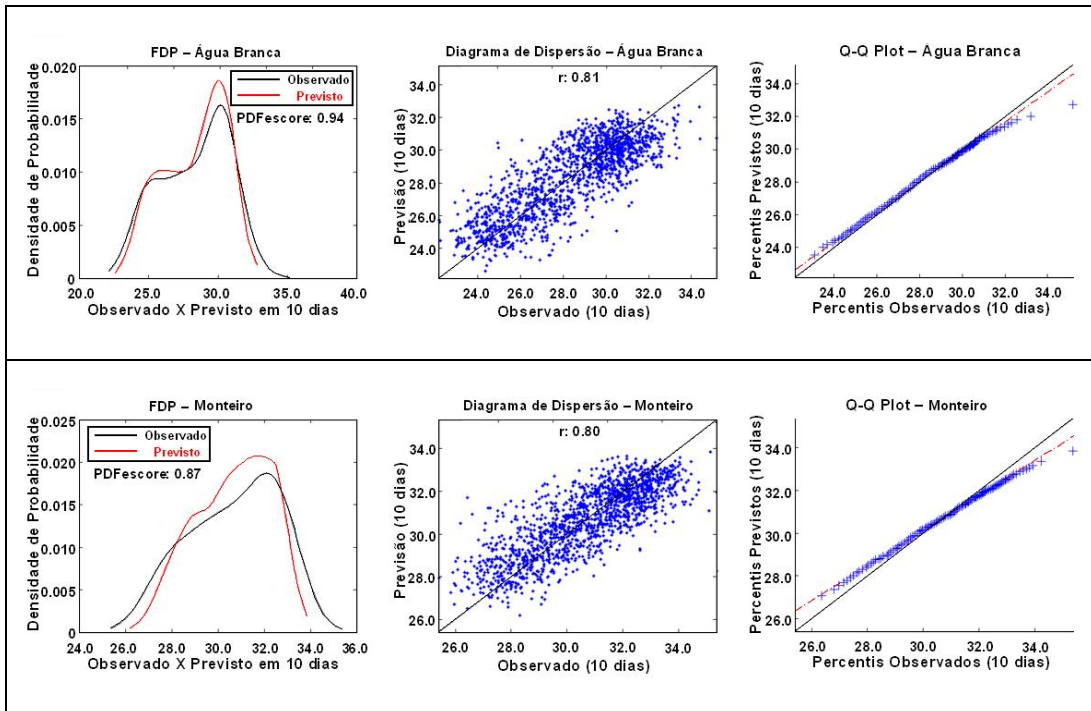 FDP – Água Branca
0.020
0.015
0.010
0.005
0
Densidade de Probabilidade
Observado
Previsto
PDFescore: 0.94
20.0 25.0 30.0 35.0 40.0
Observado X Previsto em 10 dias
Diagrama de Dispersão – Água Branca
r: 0.81
34.0
32.0
30.0
28.0
26.0
24.0
Previsão (10 dias)
24.0 26.0 28.0 30.0 32.0 34.0
Observado (10 dias)
Q-Q Plot – Água Branca
34.0
32.0
30.0
28.0
26.0
24.0
Percentis Previstos (10 dias)
24.0 26.0 28.0 30.0 32.0 34.0
Percentis Observados (10 dias)
FDP – Monteiro
0.025
0.020
0.015
0.010
0.005
0
Densidade de Probabilidade
Observado
Previsto
PDFescore: 0.87
24.0 26.0 28.0 30.0 32.0 34.0 36.0
Observado X Previsto em 10 dias
Diagrama de Dispersão – Monteiro
r: 0.80
34.0
32.0
30.0
28.0
26.0
Previsão (10 dias)
26.0 28.0 30.0 32.0 34.0
Observado (10 dias)
Q-Q Plot – Monteiro
34.0
32.0
30.0
28.0
26.0
Percentis Previstos (10 dias)
26.0 28.0 30.0 32.0 34.0
Percentis Observados (10 dias)